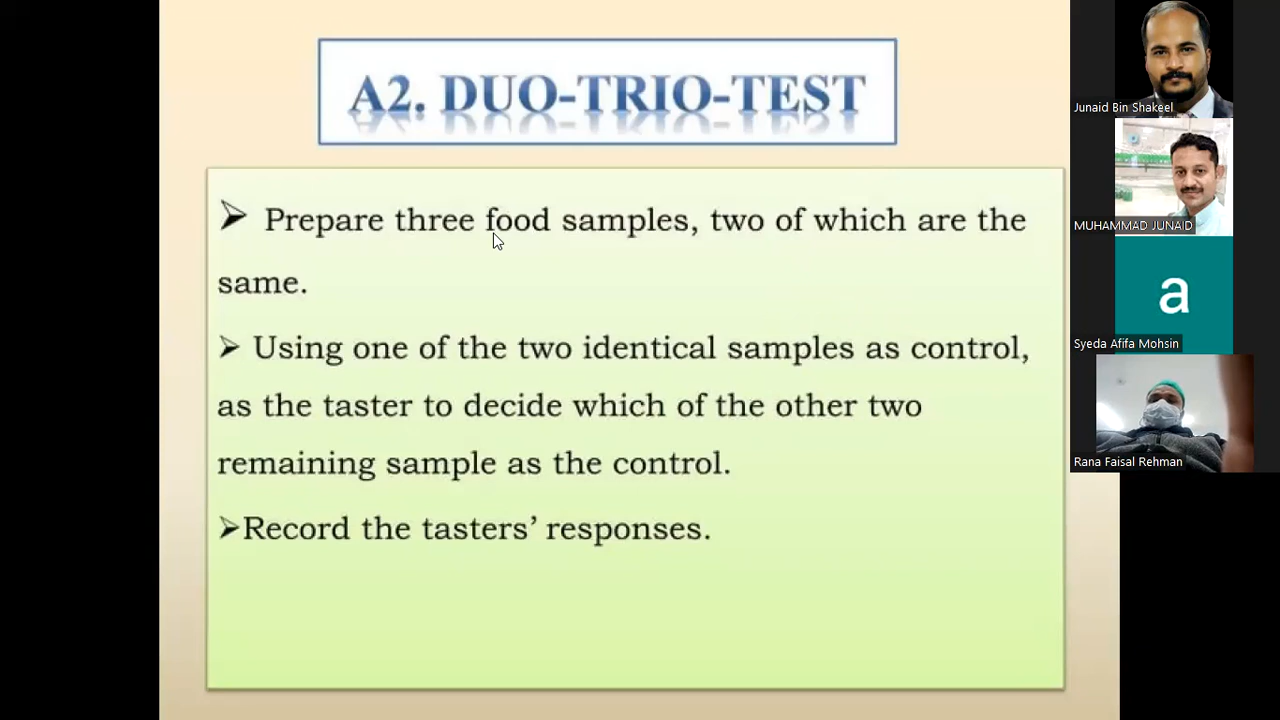 A2. DUO-TRIO-TEST
➢ Prepare three food samples, two of which are the
same.
➢ Using one of the two identical samples as control,
as the taster to decide which of the other two
remaining sample as the control.
➢Record the tasters’ responses.
Junaid Bin Shakeel
MUHAMMAD JUNAID
a
Syeda Afifa Mohsin
Rana Faisal Rehman